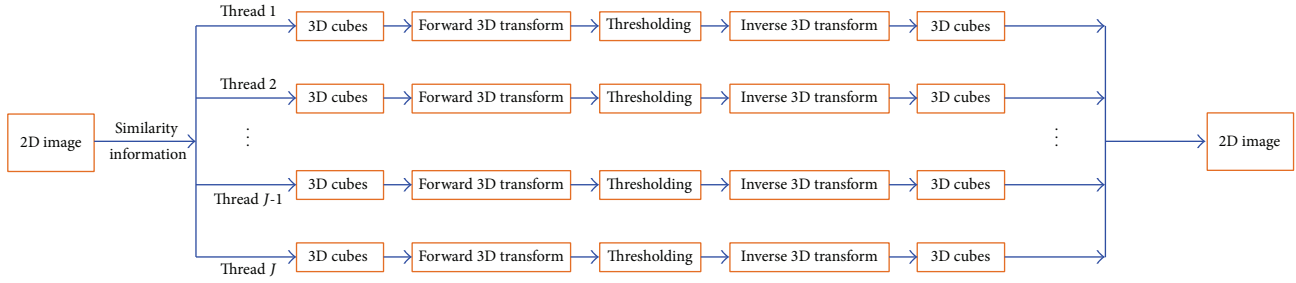 Thread 1
3D cubes
Forward 3D transform
Thresholding
Inverse 3D transform
3D cubes
Thread 2
3D cubes
Forward 3D transform
Thresholding
Inverse 3D transform
3D cubes
2D image
Similarity
information
2D image
Thread J-1
3D cubes
Forward 3D transform
Thresholding
Inverse 3D transform
3D cubes
Thread J
3D cubes
Forward 3D transform
Thresholding
Inverse 3D transform
3D cubes